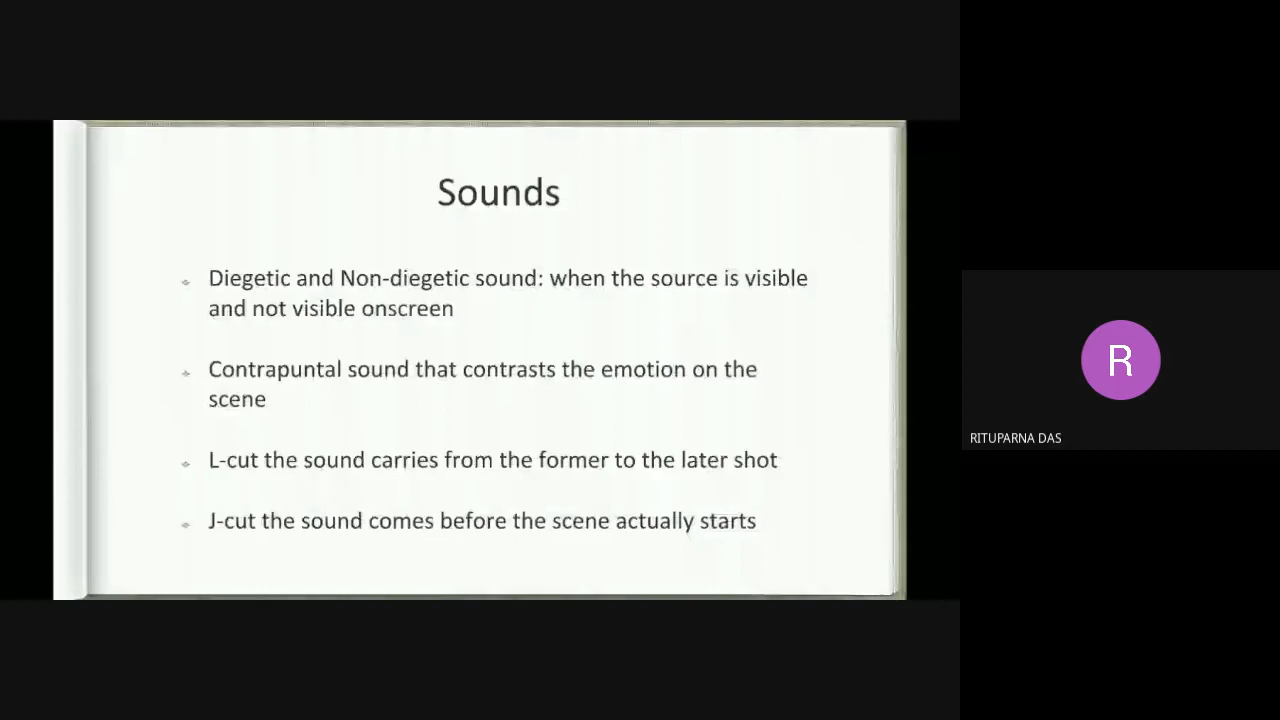 Sounds
Diegetic and Non-diegetic sound: when the source is visible
and not visible onscreen
Contrapuntal sound that contrasts the emotion on the
scene
L-cut the sound carries from the former to the later shot
J-cut the sound comes before the scene actually starts
R
RITUPARNA DAS